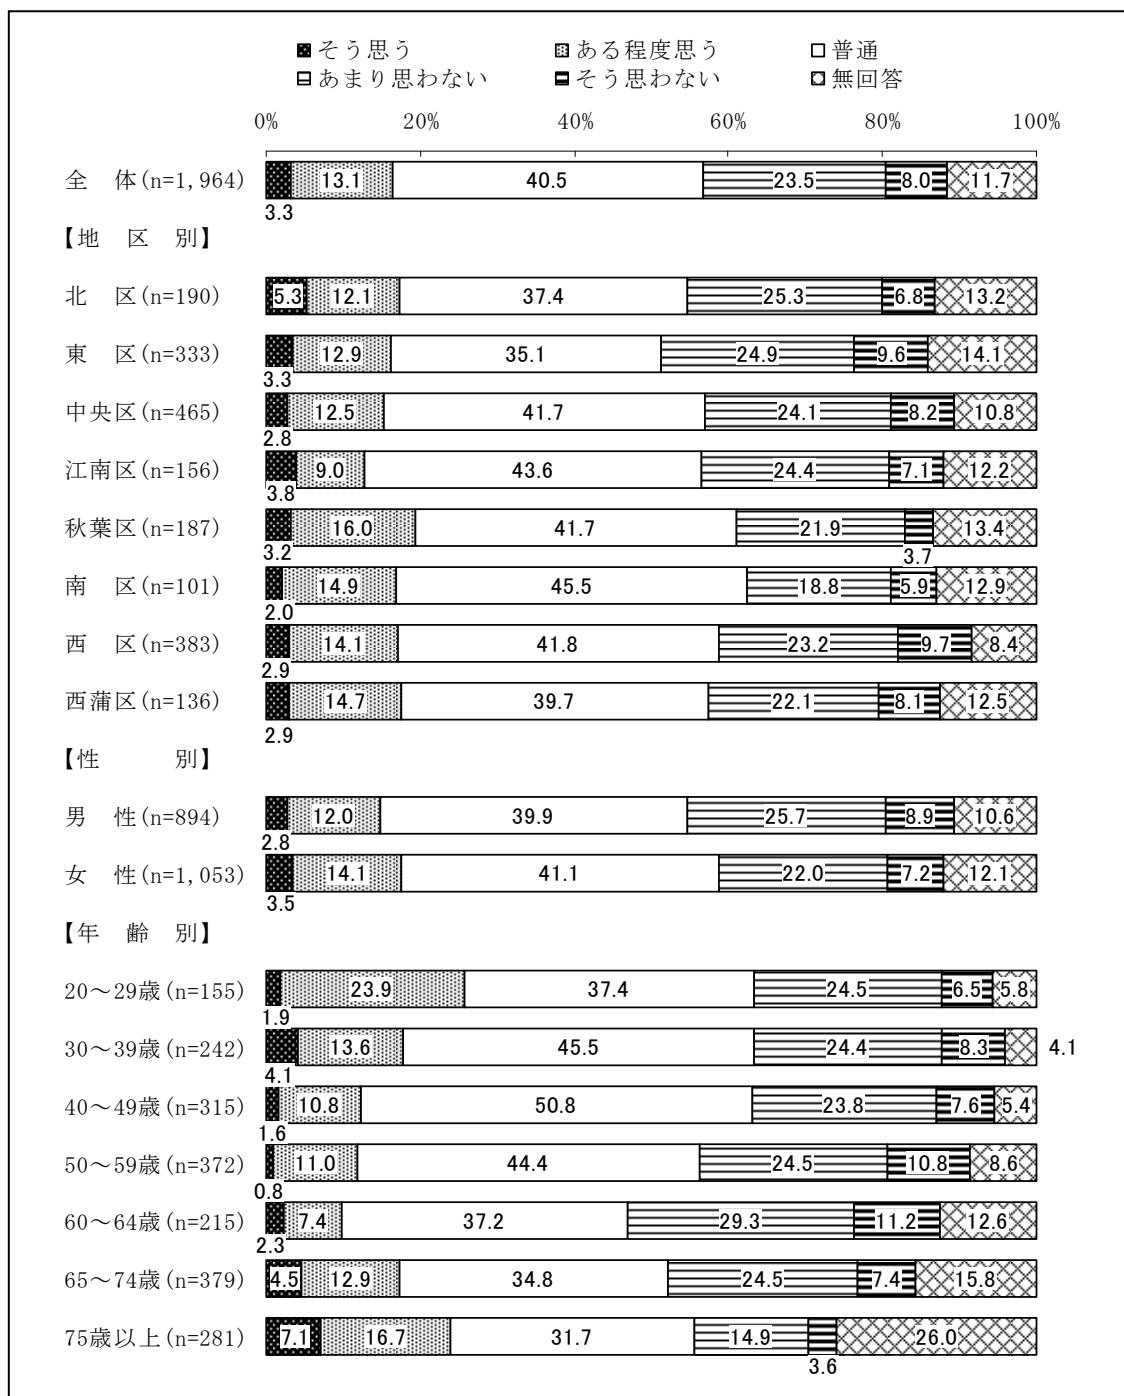 ■そう思う ▩ある程度思う □普通
目あまり思わない ■そう思わない ▩無回答
0% 20% 40% 60% 80% 100%
全 体(n=1,964) 13.1 40.5 23.5 8.0 11.7
3.3
【地 区 別】
北 区(n=190) 5.3 12.1 37.4 25.3 6.8 13.2
東 区(n=333) 12.9 35.1 24.9 9.6 14.1
3.3
中央区(n=465) 12.5 41.7 24.1 8.2 10.8
2.8
江南区(n=156) 9.0 43.6 24.4 7.1 12.2
3.8
秋葉区(n=187) 16.0 41.7 21.9 13.4
3.2 3.7
南 区(n=101) 14.9 45.5 18.8 5.9 12.9
2.0
西 区(n=383) 14.1 41.8 23.2 9.7 8.4
2.9
西蒲区(n=136) 14.7 39.7 22.1 8.1 12.5
2.9
【性 別】
男 性(n=894) 12.0 39.9 25.7 8.9 10.6
2.8
女 性(n=1,053) 14.1 41.1 22.0 7.2 12.1
3.5
【年 齢 別】
20～29歳(n=155) 23.9 37.4 24.5 6.5 5.8
1.9
30～39歳(n=242) 13.6 45.5 24.4 8.3 4.1
4.1
40～49歳(n=315) 10.8 50.8 23.8 7.6 5.4
1.6
50～59歳(n=372) 11.0 44.4 24.5 10.8 8.6
0.8
60～64歳(n=215) 7.4 37.2 29.3 11.2 12.6
2.3
65～74歳(n=379) 4.5 12.9 34.8 24.5 7.4 15.8
75歳以上(n=281) 7.1 16.7 31.7 14.9 26.0
3.6